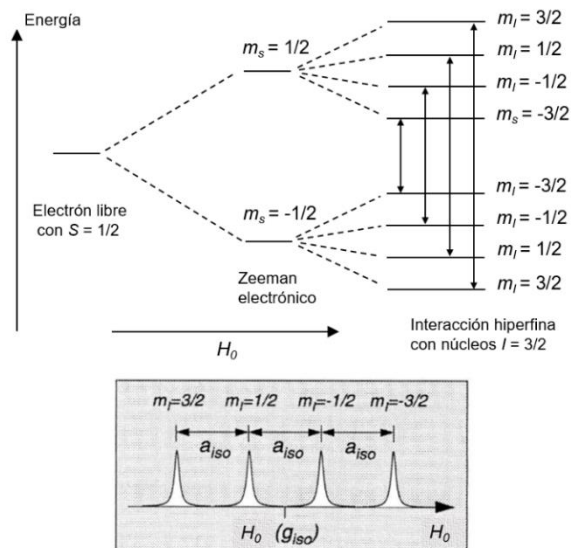 Energía
m_s = 1/2
m_I = 3/2
m_I = 1/2
m_I = -1/2
m_s = -3/2
Electrón libre
con S = 1/2
m_s = -1/2
m_I = -3/2
m_I = -1/2
m_I = 1/2
m_I = 3/2
Zeeman
electrónico
H_0
Interacción hiperfina
con núcleos I = 3/2
m_I=3/2 m_I=1/2 m_I=-1/2 m_I=-3/2
a_iso a_iso a_iso
H_0 (g_iso) H_0